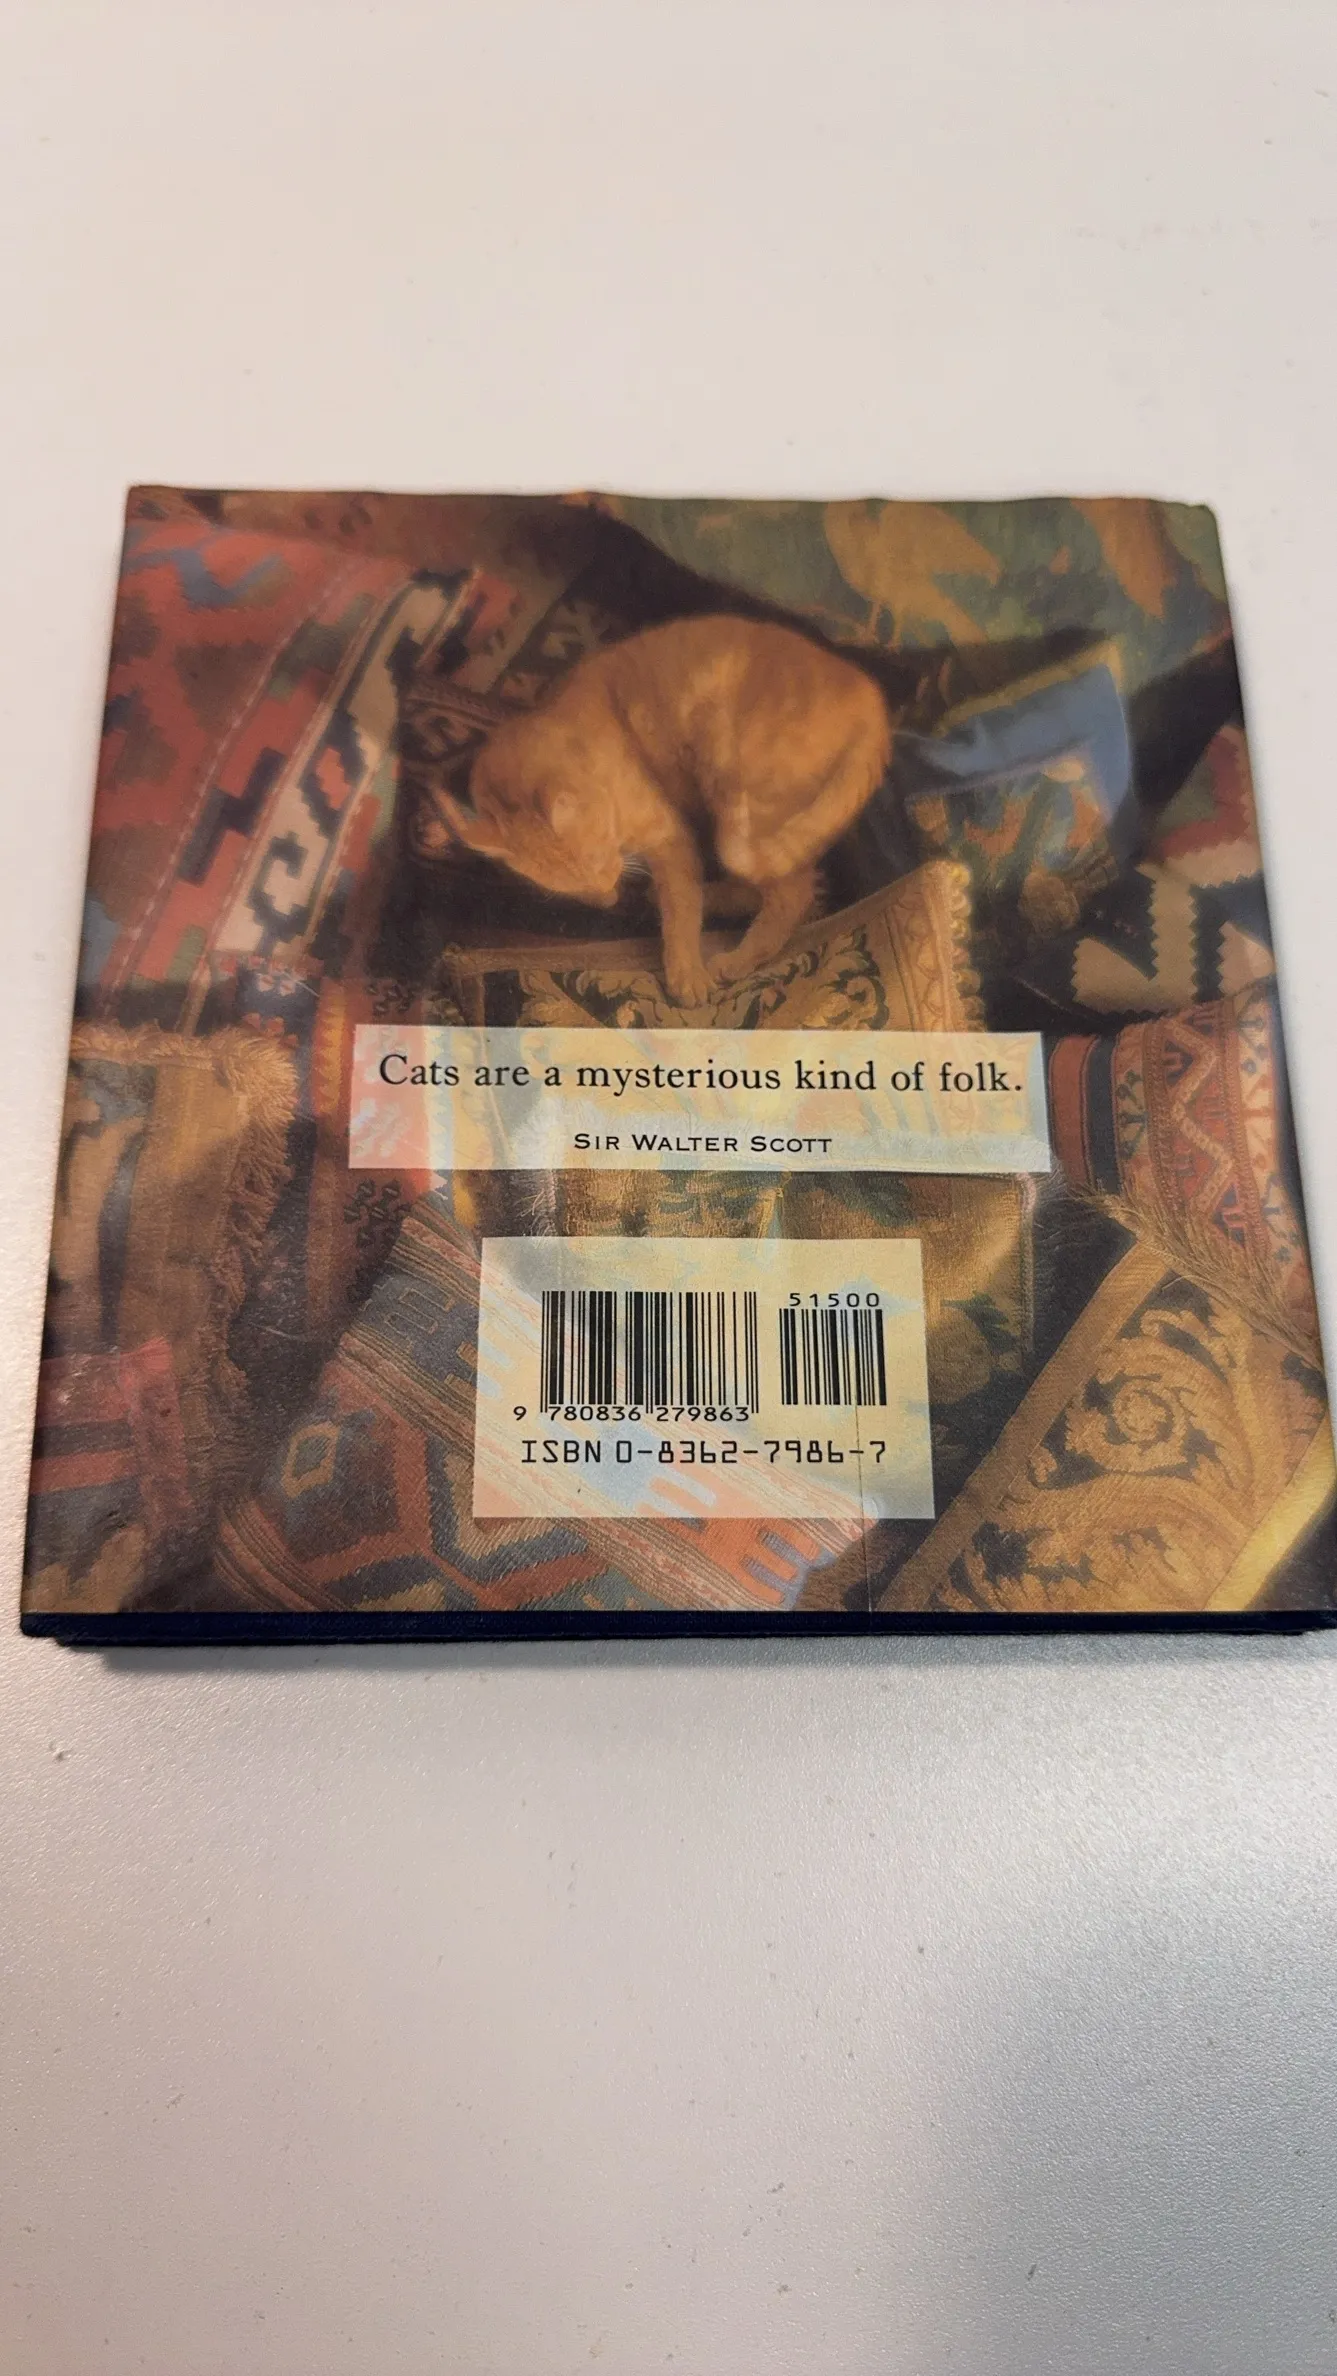 Cats are a mysterious kind of folk.
SIR WALTER SCOTT
51500
9 780836 279863
ISBN 0-8362-7986-7